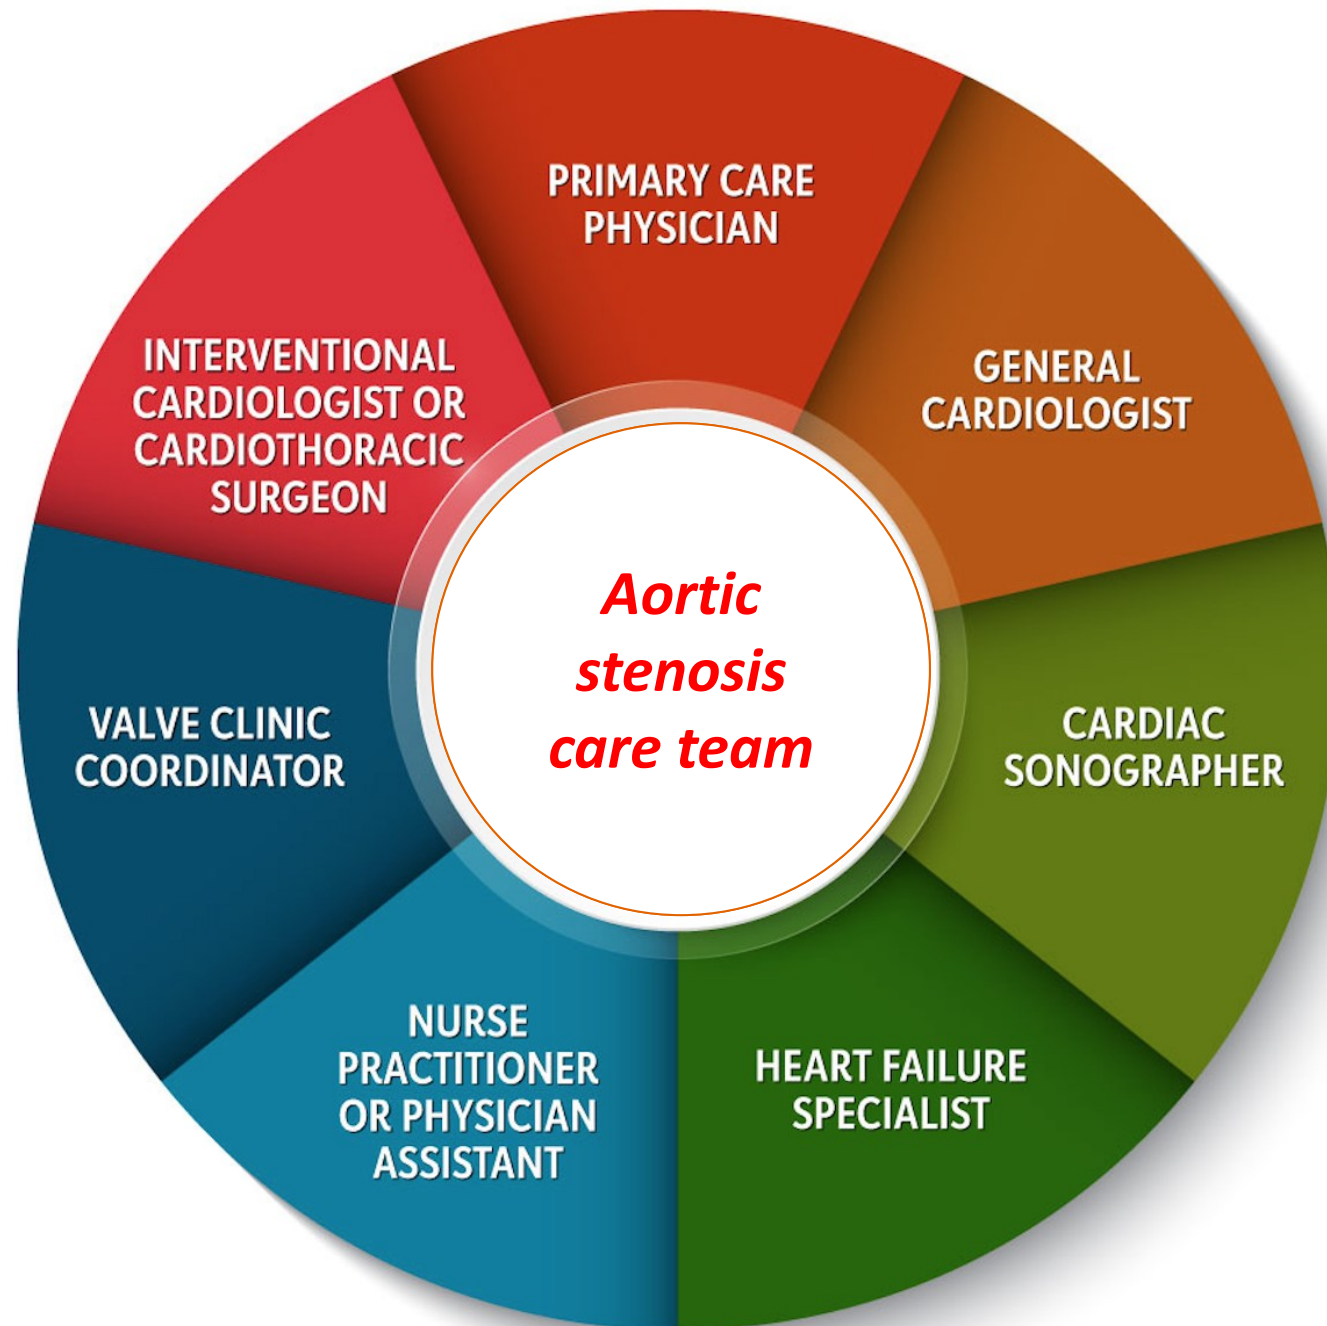 PRIMARY CARE
PHYSICIAN
GENERAL
CARDIOLOGIST
CARDIAC
SONOGRAPHER
HEART FAILURE
SPECIALIST
NURSE
PRACTITIONER
OR PHYSICIAN
ASSISTANT
VALVE CLINIC
COORDINATOR
INTERVENTIONAL
CARDIOLOGIST OR
CARDIOTHORACIC
SURGEON
Aortic
stenosis
care team